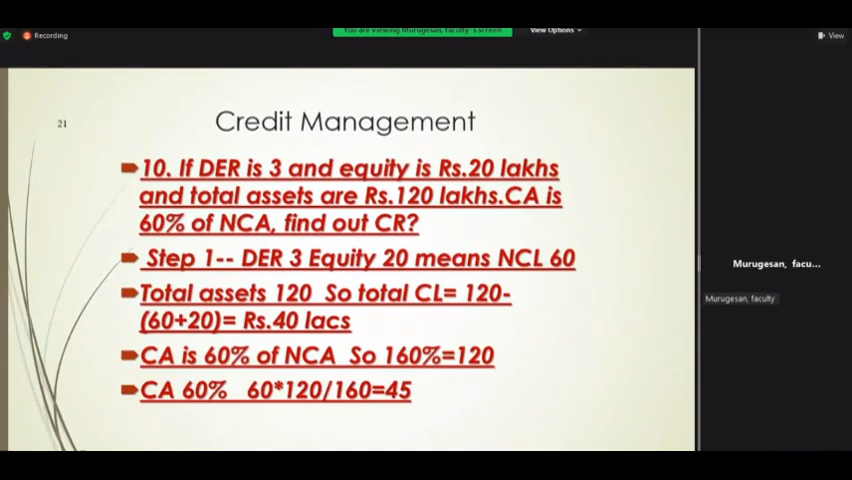 Recording
You are viewing Murugesan, faculty's screen
View Options
View
21
Credit Management
10. If DER is 3 and equity is Rs.20 lakhs
and total assets are Rs.120 lakhs.CA is
60% of NCA, find out CR?
Step 1-- DER 3 Equity 20 means NCL 60
Total assets 120 So total CL= 120-
(60+20)= Rs.40 lacs
CA is 60% of NCA So 160%=120
CA 60% 60*120/160=45
Murugesan, facu...
Murugesan, faculty